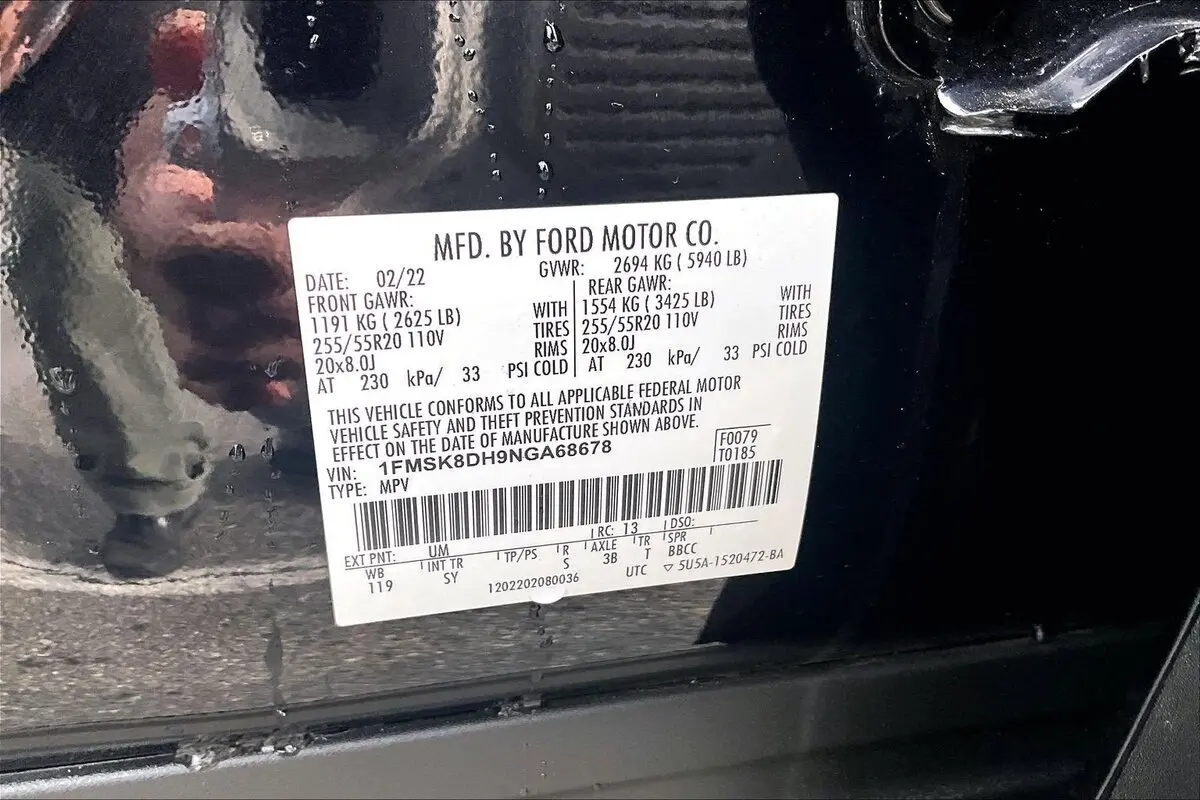 MFD. BY FORD MOTOR CO.
DATE: 02/22
GVWR: 2694 KG ( 5940 LB)
FRONT GAWR:
1191 KG ( 2625 LB) WITH
255/55R20 110V TIRES
20x8.0J RIMS
AT 230 kPa/ 33 PSI COLD
REAR GAWR:
1554 KG ( 3425 LB) WITH
255/55R20 110V TIRES
20x8.0J RIMS
AT 230 kPa/ 33 PSI COLD
THIS VEHICLE CONFORMS TO ALL APPLICABLE FEDERAL MOTOR
VEHICLE SAFETY AND THEFT PREVENTION STANDARDS IN
EFFECT ON THE DATE OF MANUFACTURE SHOWN ABOVE.
VIN: 1FMSK8DH9NGA68678
TYPE: MPV
F0079
T0185
EXT PNT: UM RC: 13 DSO:
WB INT TR TP/PS R AXLE TR SPR
119 SY S 3B T BBCC
1202202080036 UTC ▽ 5U5A-1520472-BA